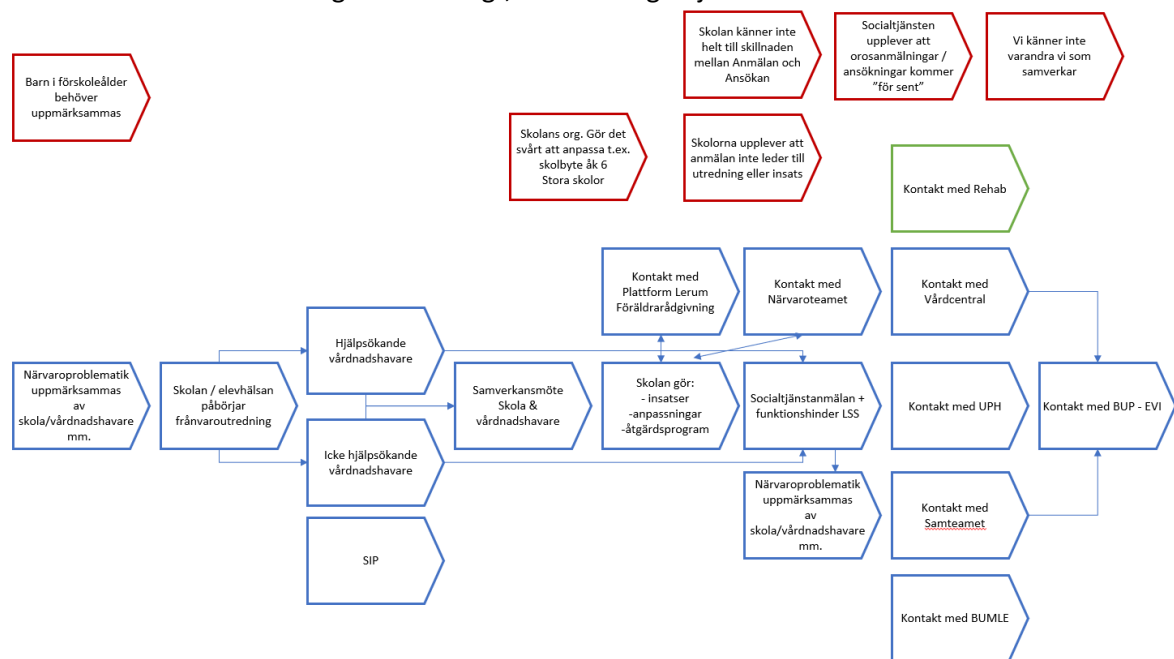 Skolan känner inte
helt till skillnaden
mellan Anmälan och
Ansökan
Socialtjänsten
upplever att
orosanmälningar /
ansökningar kommer
”för sent”
Vi känner inte
varandra vi som
samverkar
Barn i förskoleålder
behöver
uppmärksammas
Skolans org. Gör det
svårt att anpassa t.ex.
skolbyte åk 6
Stora skolor
Skolorna upplever att
anmälan inte leder till
utredning eller insats
Kontakt med Rehab
Kontakt med
Plattform Lerum
Föräldrarådgivning
Kontakt med
Närvaroteamet
Kontakt med
Vårdcentral
Hjälpsökande
vårdnadshavare
Närvaroproblematik
uppmärksammas
av
skola/vårdnadshavare
mm.
Skolan / elevhälsan
påbörjar
frånvaroutredning
Samverkansmöte
Skola &
vårdnadshavare
Skolan gör:
- insatser
-anpassningar
-åtgärdsprogram
Socialtjänstanmälan +
funktionshinder LSS
Kontakt med UPH
Kontakt med BUP - EVI
Icke hjälpsökande
vårdnadshavare
Närvaroproblematik
uppmärksammas
av
skola/vårdnadshavare
mm.
Kontakt med
Samteamet
SIP
Kontakt med BUMLE